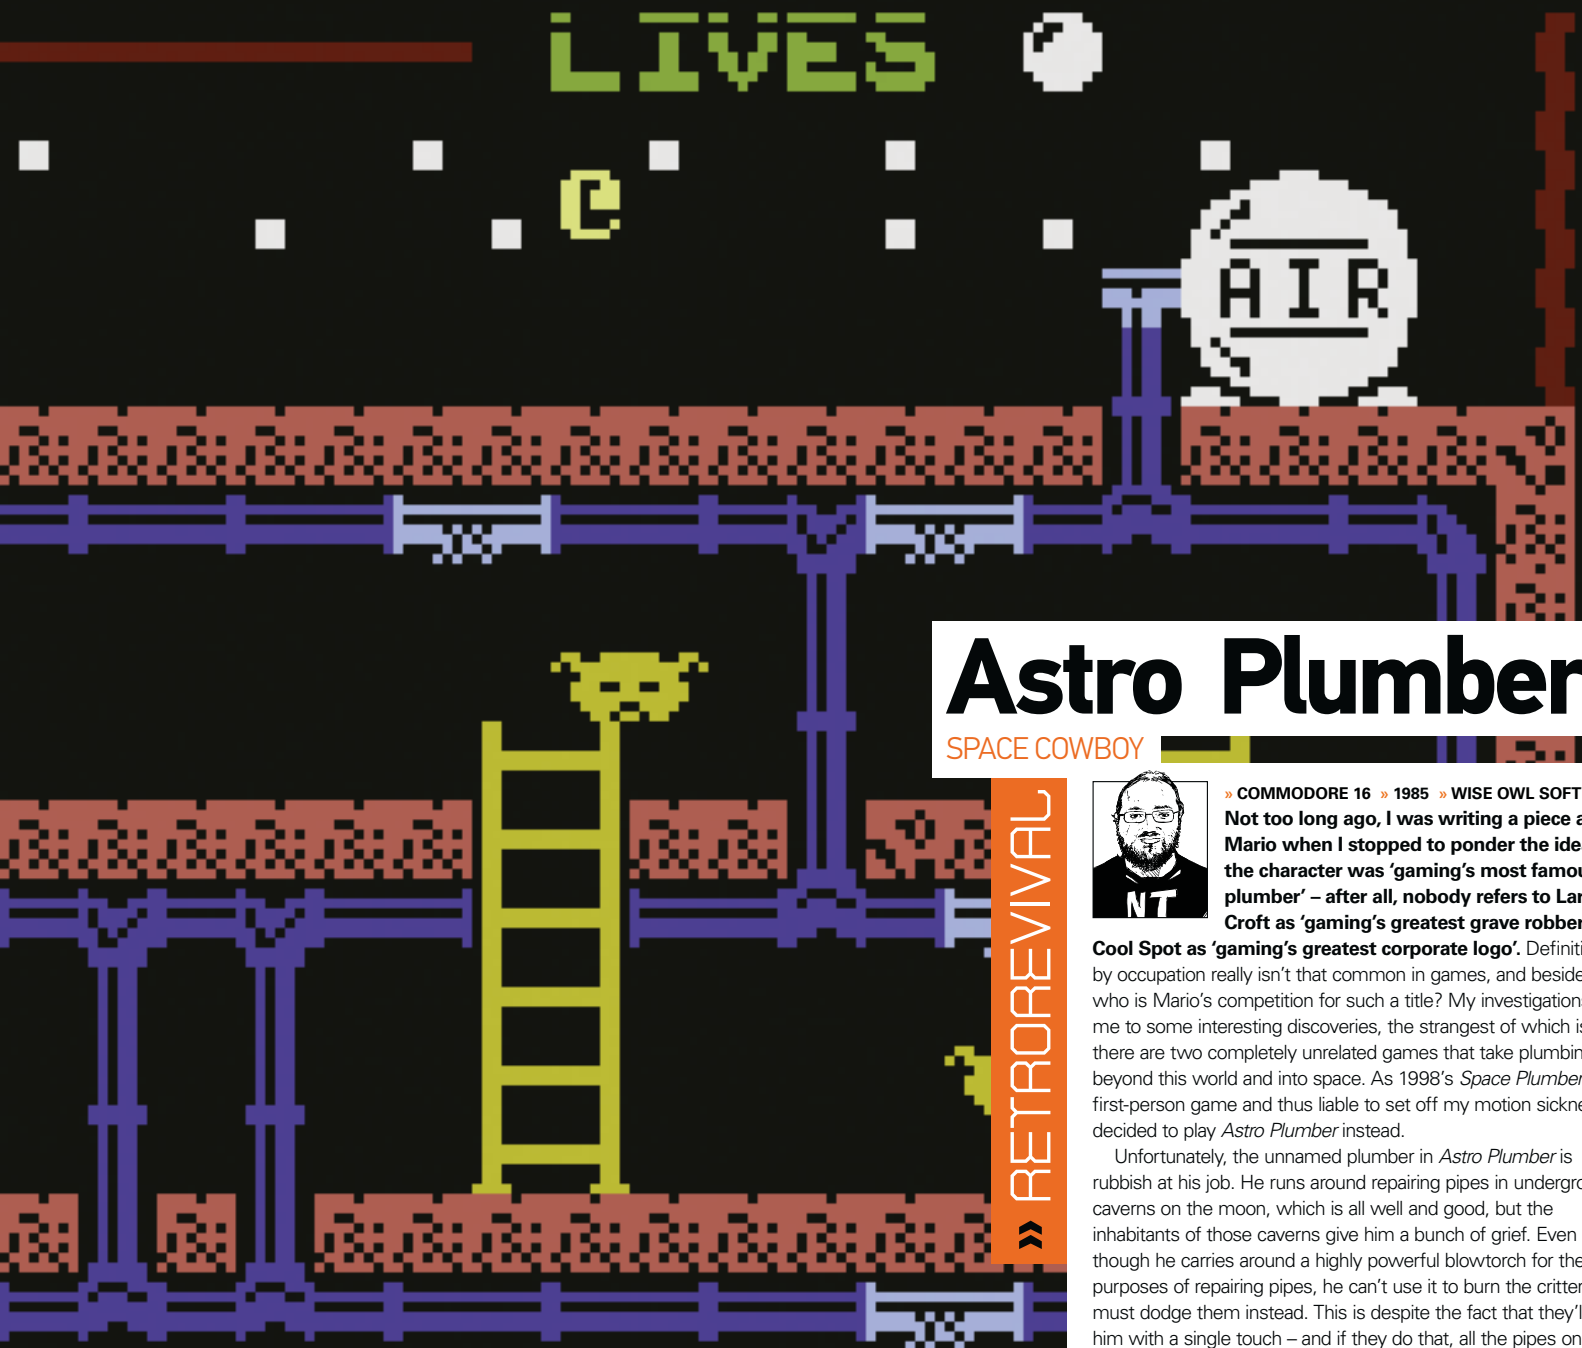 LIVES
AIR
Astro Plumber
SPACE COWBOY
RETROREVIVAL
» COMMODORE 16 » 1985 » WISE OWL SOFT
Not too long ago, I was writing a piece a
Mario when I stopped to ponder the ide
the character was ‘gaming’s most famou
plumber’ – after all, nobody refers to Lar
Croft as ‘gaming’s greatest grave robber
Cool Spot as ‘gaming’s greatest corporate logo’. Definiti
by occupation really isn’t that common in games, and beside
who is Mario’s competition for such a title? My investigation
me to some interesting discoveries, the strangest of which is
there are two completely unrelated games that take plumbin
beyond this world and into space. As 1998’s Space Plumber
first-person game and thus liable to set off my motion sickne
decided to play Astro Plumber instead.
Unfortunately, the unnamed plumber in Astro Plumber is
rubbish at his job. He runs around repairing pipes in undergro
caverns on the moon, which is all well and good, but the
inhabitants of those caverns give him a bunch of grief. Even
though he carries around a highly powerful blowtorch for the
purposes of repairing pipes, he can’t use it to burn the critter
must dodge them instead. This is despite the fact that they’l
him with a single touch – and if they do that, all the pipes on
NT